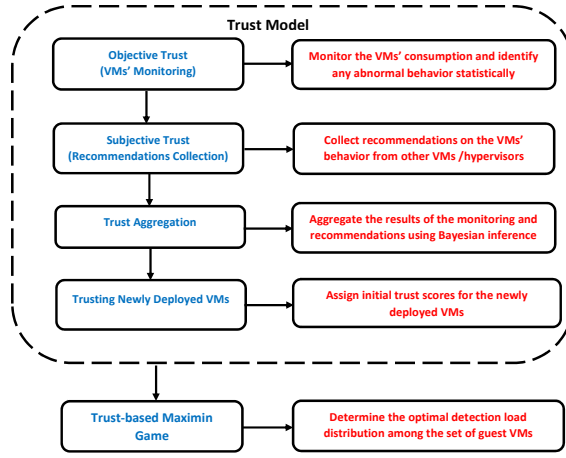 Trust Model
Objective Trust
(VMs' Monitoring)
Monitor the VMs' consumption and identify
any abnormal behavior statistically
Subjective Trust
(Recommendations Collection)
Collect recommendations on the VMs'
behavior from other VMs /hypervisors
Trust Aggregation
Aggregate the results of the monitoring and
recommendations using Bayesian inference
Trusting Newly Deployed VMs
Assign initial trust scores for the newly
deployed VMs
Trust-based Maximin
Game
Determine the optimal detection load
distribution among the set of guest VMs